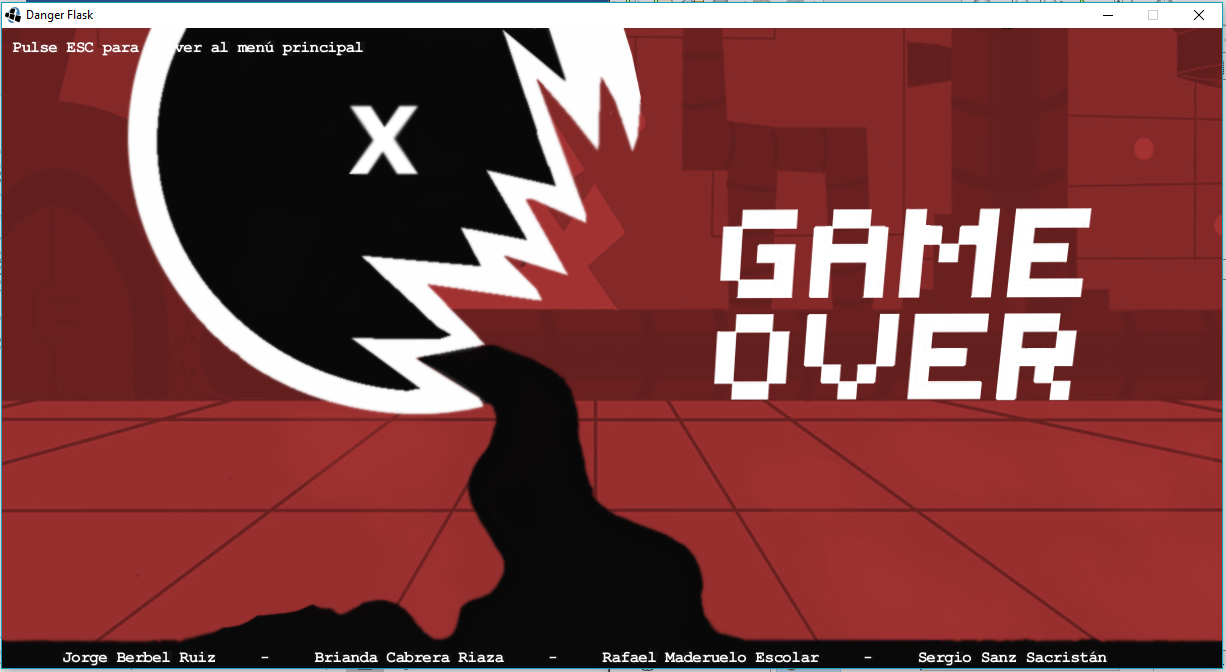 Danger Flask
Pulse ESC para ver al menú principal
X
GAME
OVER
Jorge Berbel Ruiz - Brianda Cabrera Riaza - Rafael Maderuelo Escolar - Sergio Sanz Sacristán